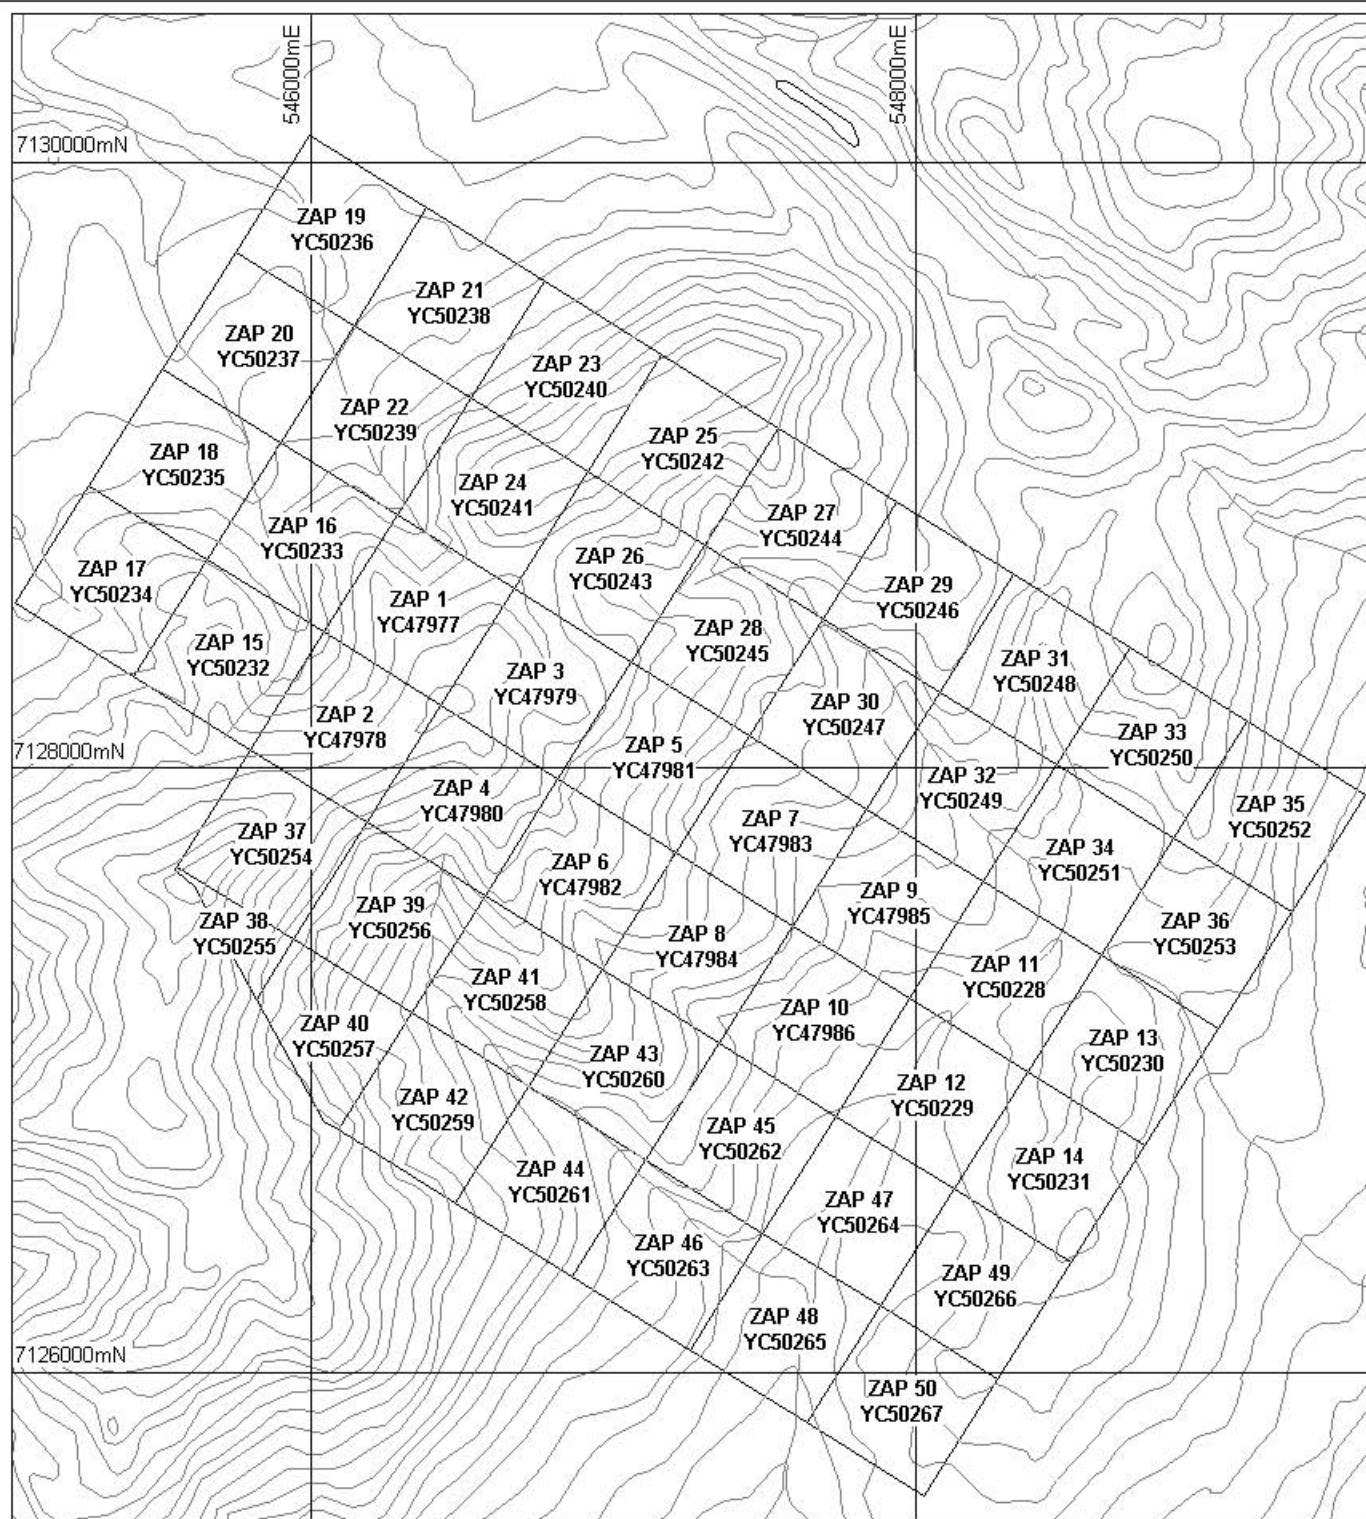 546000mE
548000mE
7130000mN
ZAP 19
YC50236
ZAP 21
YC50238
ZAP 20
YC50237
ZAP 23
YC50240
ZAP 22
YC50239
ZAP 25
YC50242
ZAP 18
YC50235
ZAP 24
YC50241
ZAP 27
YC50244
ZAP 16
YC50233
ZAP 26
YC50243
ZAP 17
YC50234
ZAP 29
YC50246
ZAP 1
YC47977
ZAP 28
YC50245
ZAP 15
YC50232
ZAP 31
YC50248
ZAP 3
YC47979
ZAP 30
YC50247
ZAP 2
YC47978
ZAP 33
YC50250
7128000mN
ZAP 5
YC47981
ZAP 32
YC50249
ZAP 4
YC47980
ZAP 35
YC50252
ZAP 7
YC47983
ZAP 37
YC50254
ZAP 34
YC50251
ZAP 6
YC47982
ZAP 9
YC47985
ZAP 39
YC50256
ZAP 38
YC50255
ZAP 36
YC50253
ZAP 8
YC47984
ZAP 11
YC50228
ZAP 41
YC50258
ZAP 10
YC47986
ZAP 40
YC50257
ZAP 13
YC50230
ZAP 43
YC50260
ZAP 12
YC50229
ZAP 42
YC50259
ZAP 45
YC50262
ZAP 14
YC50231
ZAP 44
YC50261
ZAP 47
YC50264
ZAP 46
YC50263
ZAP 49
YC50266
ZAP 48
YC50265
7126000mN
ZAP 50
YC50267